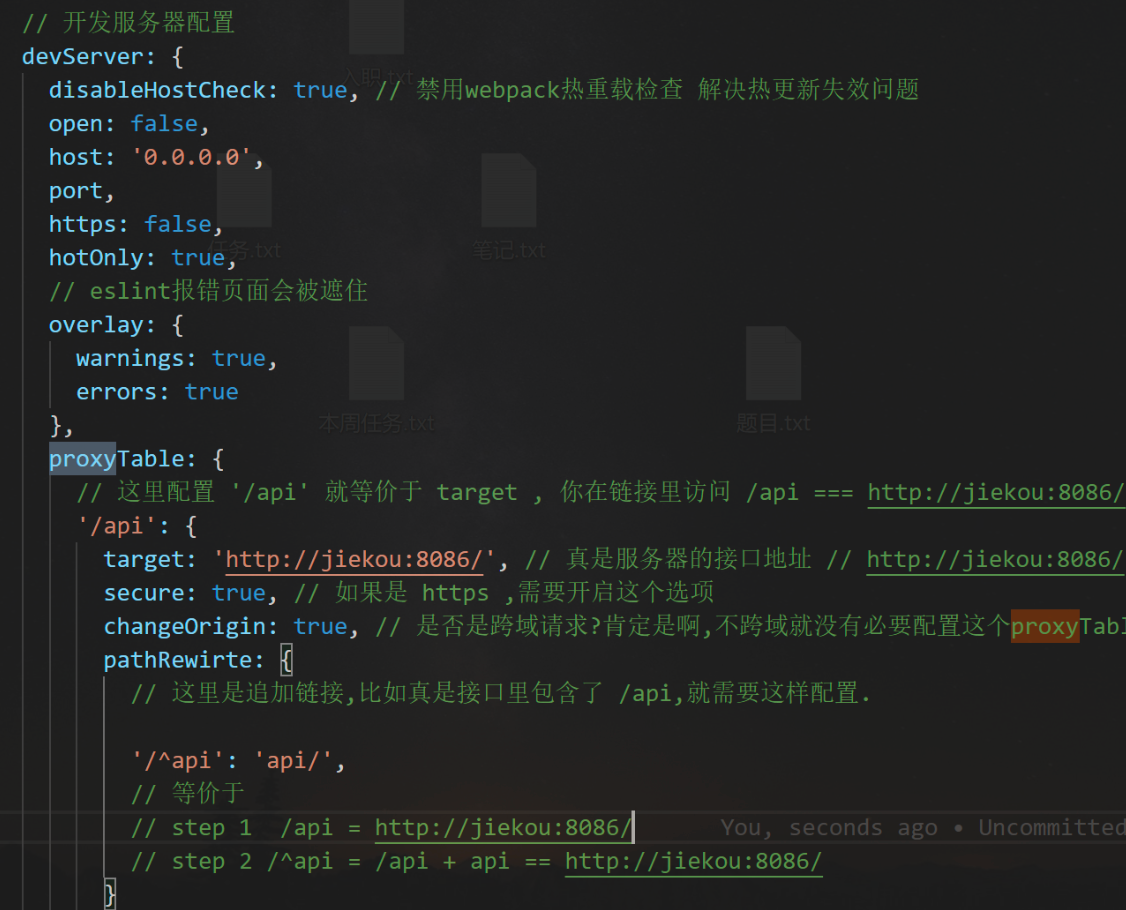 // 开发服务器配置
devServer: {
入职.txt
disableHostCheck: true, // 禁用webpack热重载检查 解决热更新失效问题
open: false,
host: '0.0.0.0',
port,
https: false,
任务.txt
笔记.txt
hotOnly: true,
// eslint报错页面会被遮住
overlay: {
warnings: true,
errors: true
本周任务.txt
题目.txt
},
proxyTable: {
// 这里配置 '/api' 就等价于 target , 你在链接里访问 /api === http://jiekou:8086/
'/api': {
target: 'http://jiekou:8086/', // 真是服务器的接口地址 // http://jiekou:8086/
secure: true, // 如果是 https ,需要开启这个选项
changeOrigin: true, // 是否是跨域请求?肯定是啊,不跨域就没有必要配置这个proxyTabl
pathRewirte: {
// 这里是追加链接,比如真是接口里包含了 /api,就需要这样配置.
'/^api': 'api/',
// 等价于
// step 1  /api = http://jiekou:8086/ You, seconds ago • Uncommitted
// step 2 /^api = /api + api == http://jiekou:8086/
}